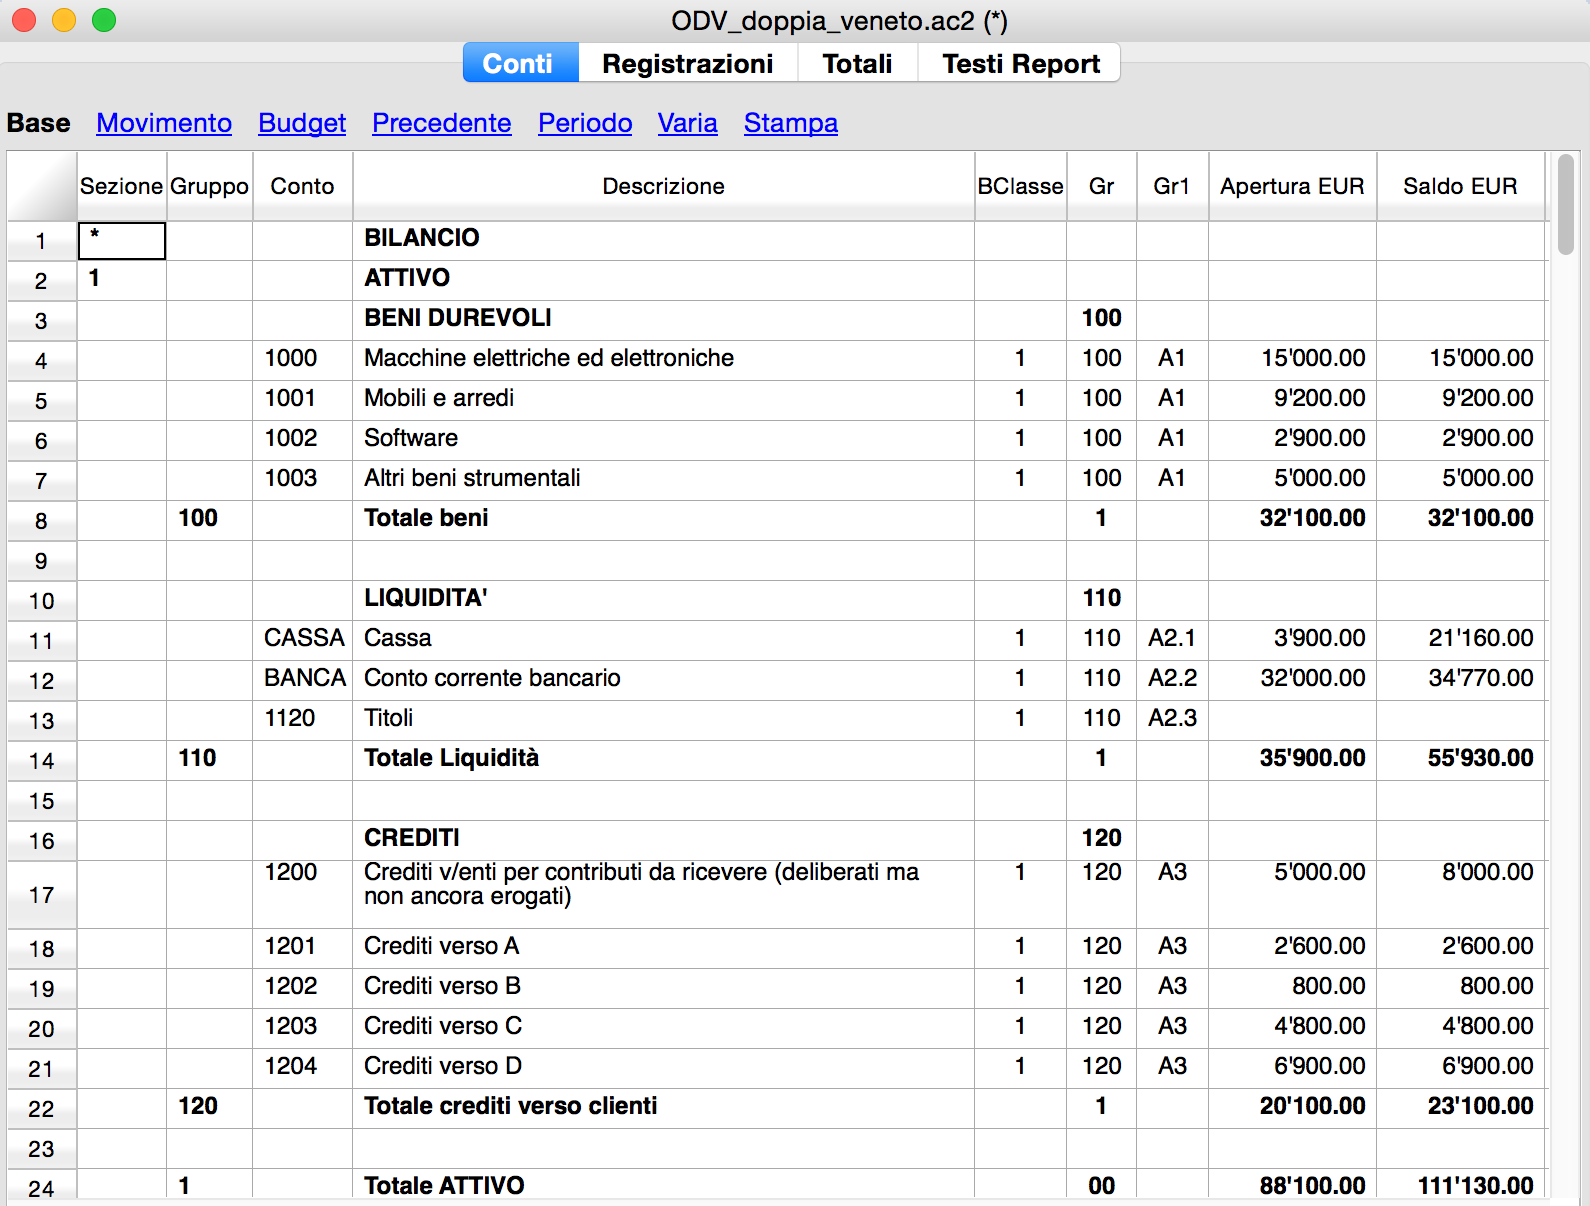 ODV_doppia_veneto.ac2 (*)
Conti Registrazioni Totali Testi Report
Base Movimento Budget Precedente Periodo Varia Stampa
Sezione Gruppo Conto Descrizione BClasse Gr Gr1 Apertura EUR Saldo EUR
1 * BILANCIO
2 1 ATTIVO
3 BENI DUREVOLI 100
4 1000 Macchine elettriche ed elettroniche 1 100 A1 15'000.00 15'000.00
5 1001 Mobili e arredi 1 100 A1 9'200.00 9'200.00
6 1002 Software 1 100 A1 2'900.00 2'900.00
7 1003 Altri beni strumentali 1 100 A1 5'000.00 5'000.00
8 100 Totale beni 1 32'100.00 32'100.00
9
10 LIQUIDITA' 110
11 CASSA Cassa 1 110 A2.1 3'900.00 21'160.00
12 BANCA Conto corrente bancario 1 110 A2.2 32'000.00 34'770.00
13 1120 Titoli 1 110 A2.3
14 110 Totale Liquidità 1 35'900.00 55'930.00
15
16 CREDITI 120
17 1200 Crediti v/enti per contributi da ricevere (deliberati ma 1 120 A3 5'000.00 8'000.00
non ancora erogati)
18 1201 Crediti verso A 1 120 A3 2'600.00 2'600.00
19 1202 Crediti verso B 1 120 A3 800.00 800.00
20 1203 Crediti verso C 1 120 A3 4'800.00 4'800.00
21 1204 Crediti verso D 1 120 A3 6'900.00 6'900.00
22 120 Totale crediti verso clienti 1 20'100.00 23'100.00
23
24 1 Totale ATTIVO 00 88'100.00 111'130.00